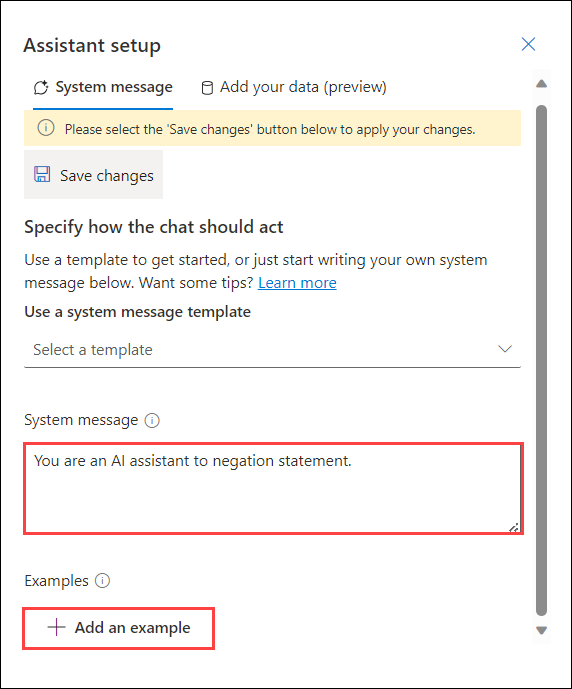 Assistant setup
System message
Add your data (preview)
Please select the 'Save changes' button below to apply your changes.
Save changes
Specify how the chat should act
Use a template to get started, or just start writing your own system
message below. Want some tips? Learn more
Use a system message template
Select a template
System message
You are an AI assistant to negation statement.
Examples
Add an example